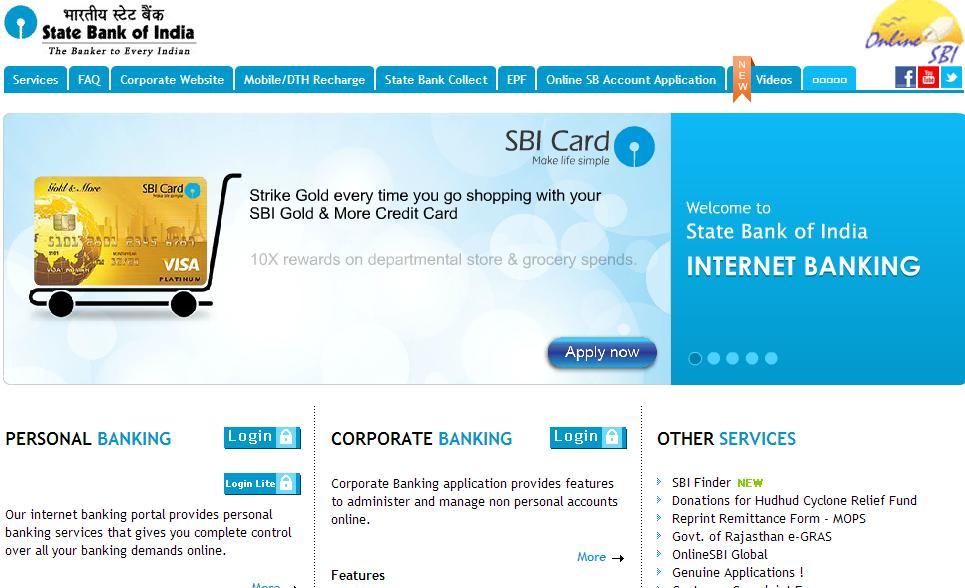 भारतीय स्टेट बैंक
State Bank of India
The Banker to Every Indian
Online SBI
Services FAQ Corporate Website Mobile/DTH Recharge State Bank Collect EPF Online SB Account Application NEW Videos
f You Tube
SBI Card
Make life simple
Gold & More SBI Card
Make life simple
VISA
PLATINUM
Strike Gold every time you go shopping with your
SBI Gold & More Credit Card
10X rewards on departmental store & grocery spends.
Apply now
Welcome to
State Bank of India
INTERNET BANKING
PERSONAL BANKING
Login
Login Lite
Our internet banking portal provides personal
banking services that gives you complete control
over all your banking demands online.
More
CORPORATE BANKING
Login
Corporate Banking application provides features
to administer and manage non personal accounts
online.
More
Features
OTHER SERVICES
SBI Finder NEW
Donations for Hudhud Cyclone Relief Fund
Reprint Remittance Form - MOPS
Govt. of Rajasthan e-GRAS
OnlineSBI Global
Genuine Applications !